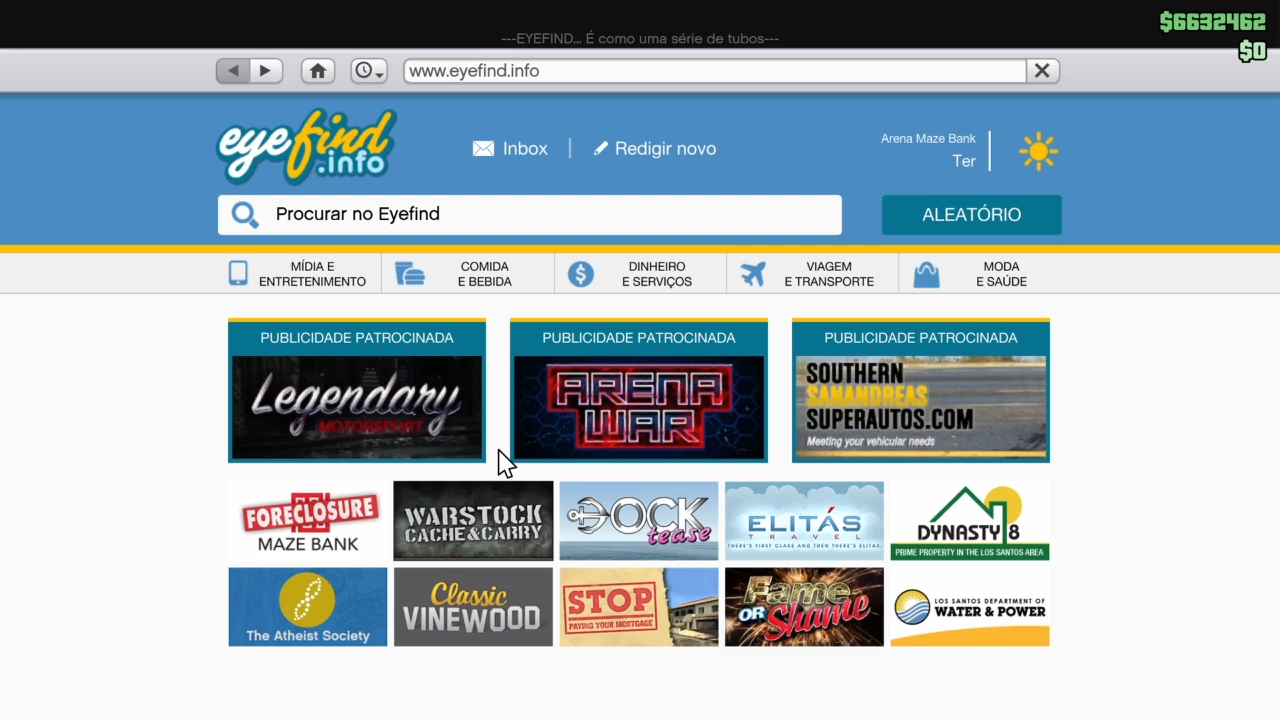 $6632462
---EYEFIND... É como uma série de tubos---
$0
www.eyefind.info
eyefind
.info
Inbox
Redigir novo
Arena Maze Bank
Ter
Procurar no Eyefind
ALEATÓRIO
MÍDIA E
ENTRETENIMENTO
COMIDA
E BEBIDA
DINHEIRO
E SERVIÇOS
VIAGEM
E TRANSPORTE
MODA
E SAÚDE
PUBLICIDADE PATROCINADA
Legendary
MOTORSPORT
PUBLICIDADE PATROCINADA
ARENA
WAR
PUBLICIDADE PATROCINADA
SOUTHERN
SANANDREAS
SUPERAUTOS.COM
Meeting your vehicular needs
FORECLOSURE
MAZE BANK
WARSTOCK
CACHE&CARRY
DOCK
tease
ELITÁS
TRAVEL
THERE'S FIRST CLASS AND THEN THERE'S ELITAS.
DYNASTY 8
PRIME PROPERTY IN THE LOS SANTOS AREA
The Atheist Society
Classic
VINEWOOD
STOP
PAYING YOUR MORTGAGE
Fame
OR Shame
LOS SANTOS DEPARTMENT OF
WATER & POWER